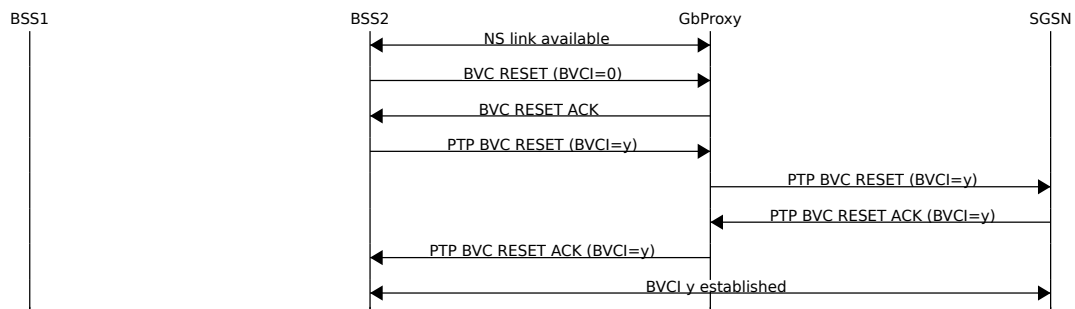 BSS1 BSS2 GbProxy SGSN
NS link available
BVC RESET (BVCI=0)
BVC RESET ACK
PTP BVC RESET (BVCI=y)
PTP BVC RESET (BVCI=y)
PTP BVC RESET ACK (BVCI=y)
PTP BVC RESET ACK (BVCI=y)
BVCI y established